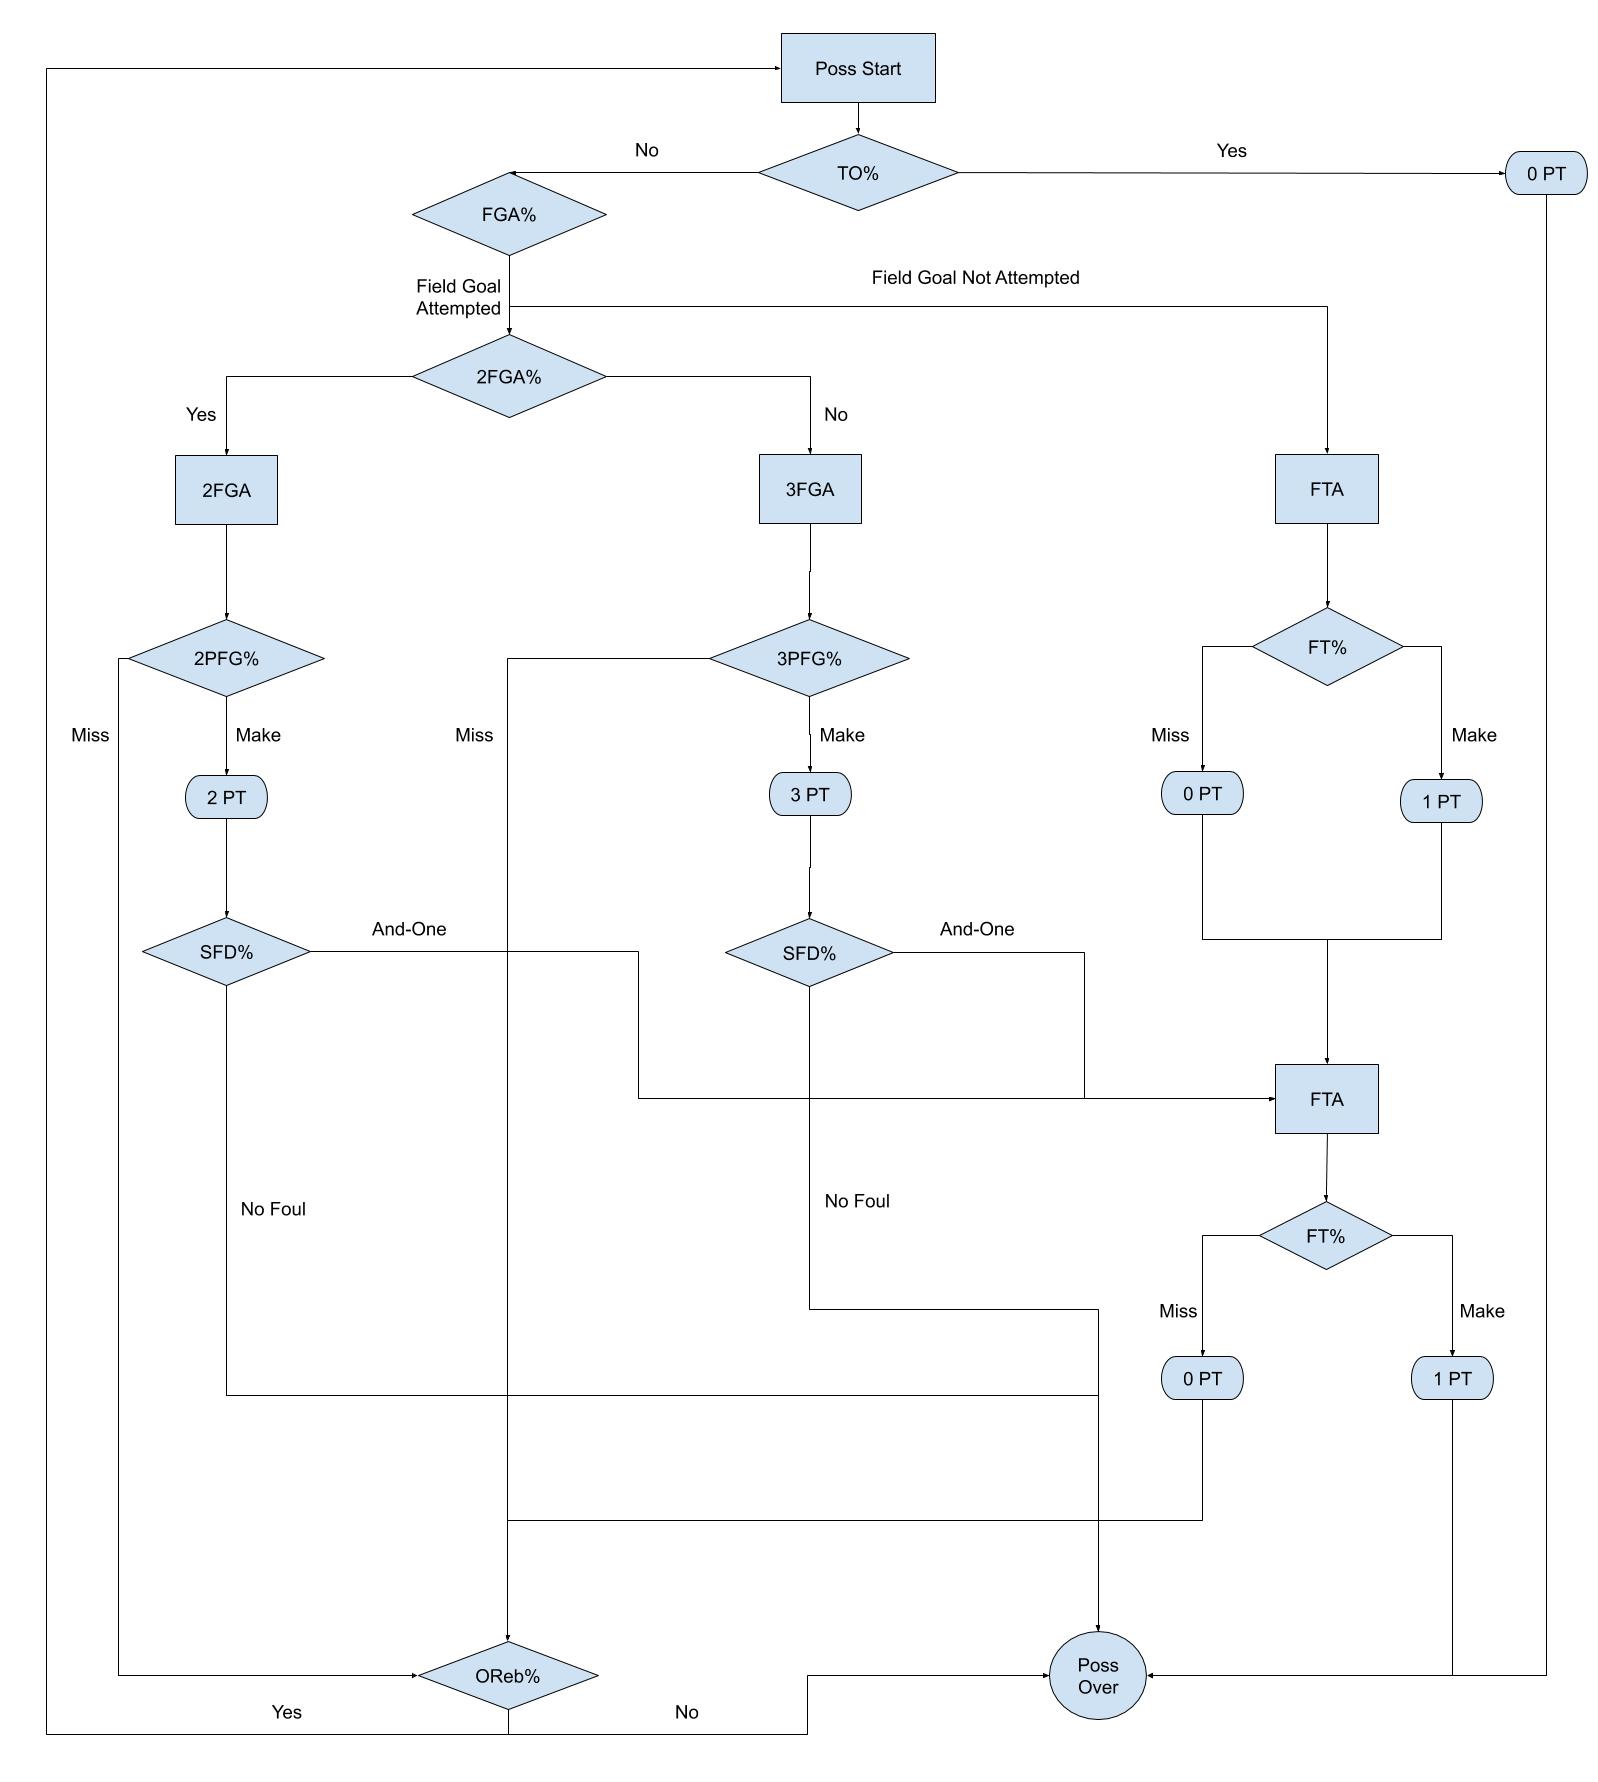 Poss Start
No
Yes
TO%
0 PT
FGA%
Field Goal Not Attempted
Field Goal
Attempted
2FGA%
Yes
No
2FGA
3FGA
FTA
2PFG%
3PFG%
FT%
Miss
Make
Miss
Make
Miss
Make
2 PT
3 PT
0 PT
1 PT
And-One
And-One
SFD%
SFD%
FTA
No Foul
No Foul
FT%
Miss
Make
0 PT
1 PT
Poss
Over
OReb%
Yes
No